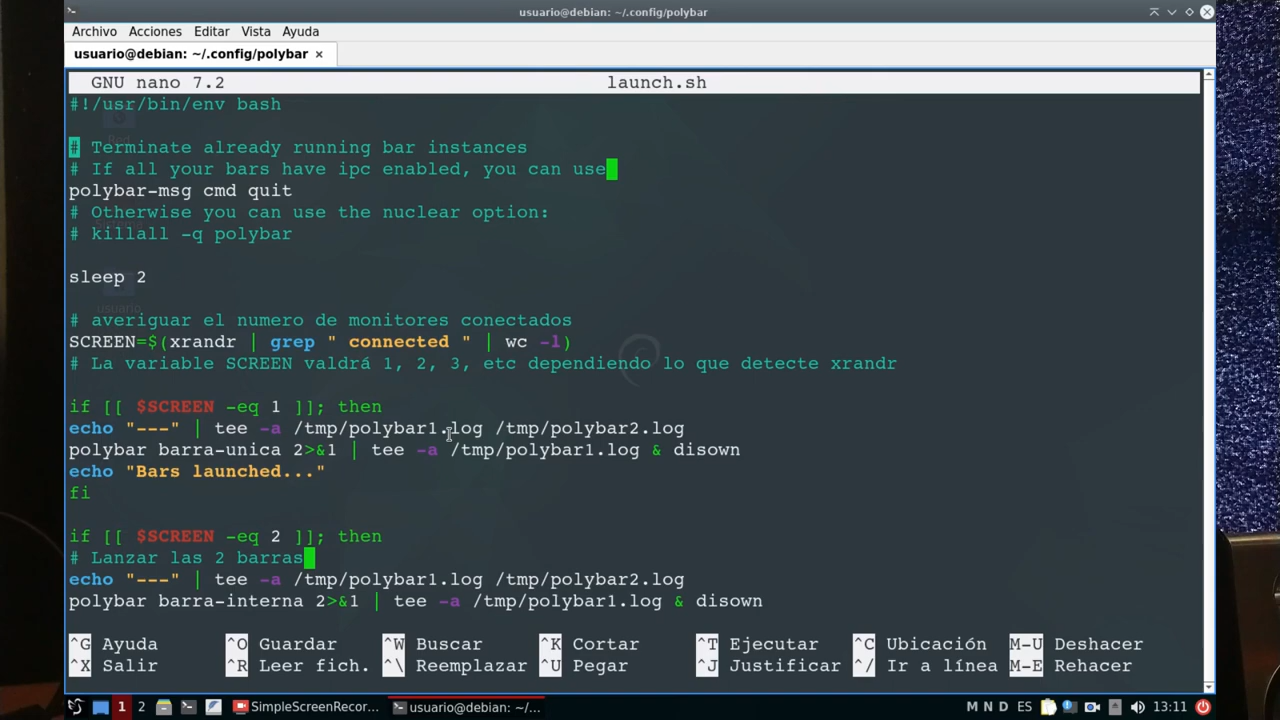 usuario@debian: ~/.config/polybar
Archivo Acciones Editar Vista Ayuda
usuario@debian: ~/.config/polybar ×
GNU nano 7.2 launch.sh
#!/usr/bin/env bash
# Terminate already running bar instances
# If all your bars have ipc enabled, you can use
polybar-msg cmd quit
# Otherwise you can use the nuclear option:
# killall -q polybar
sleep 2
# averiguar el numero de monitores conectados
SCREEN=$(xrandr | grep " connected " | wc -l)
# La variable SCREEN valdrá 1, 2, 3, etc dependiendo lo que detecte xrandr
if [[ $SCREEN -eq 1 ]]; then
echo "---" | tee -a /tmp/polybar1.log /tmp/polybar2.log
polybar barra-unica 2>&1 | tee -a /tmp/polybar1.log & disown
echo "Bars launched..."
fi
if [[ $SCREEN -eq 2 ]]; then
# Lanzar las 2 barras
echo "---" | tee -a /tmp/polybar1.log /tmp/polybar2.log
polybar barra-interna 2>&1 | tee -a /tmp/polybar1.log & disown
^G Ayuda ^O Guardar ^W Buscar ^K Cortar ^T Ejecutar ^C Ubicación M-U Deshacer
^X Salir ^R Leer fich. ^\ Reemplazar ^U Pegar ^J Justificar ^/ Ir a línea M-E Rehacer
1 2 SimpleScreenRecor... usuario@debian: ~/... M N D ES 13:11